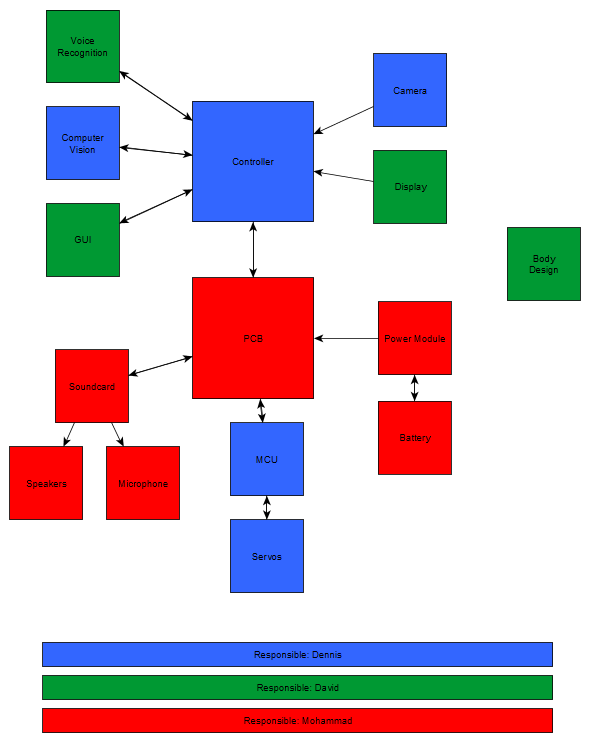 Voice
Recognition
Camera
Computer
Vision
Controller
Display
GUI
Body
Design
PCB
Power Module
Soundcard
Battery
MCU
Speakers
Microphone
Servos
Responsible: Dennis
Responsible: David
Responsible: Mohammad